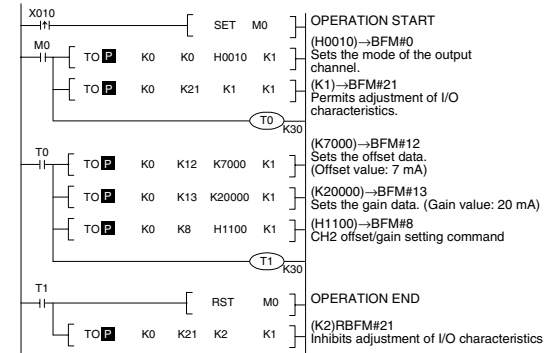 X010
SET M0
OPERATION START
M0
TO P K0 K0 H0010 K1
(H0010)→BFM#0
Sets the mode of the output
channel.
TO P K0 K21 K1 K1
(K1)→BFM#21
Permits adjustment of I/O
characteristics.
T0
K30
T0
TO P K0 K12 K7000 K1
(K7000)→BFM#12
Sets the offset data.
(Offset value: 7 mA)
TO P K0 K13 K20000 K1
(K20000)→BFM#13
Sets the gain data. (Gain value: 20 mA)
TO P K0 K8 H1100 K1
(H1100)→BFM#8
CH2 offset/gain setting command
T1
K30
T1
RST M0
OPERATION END
TO P K0 K21 K2 K1
(K2)RBFM#21
Inhibits adjustment of I/O characteristics